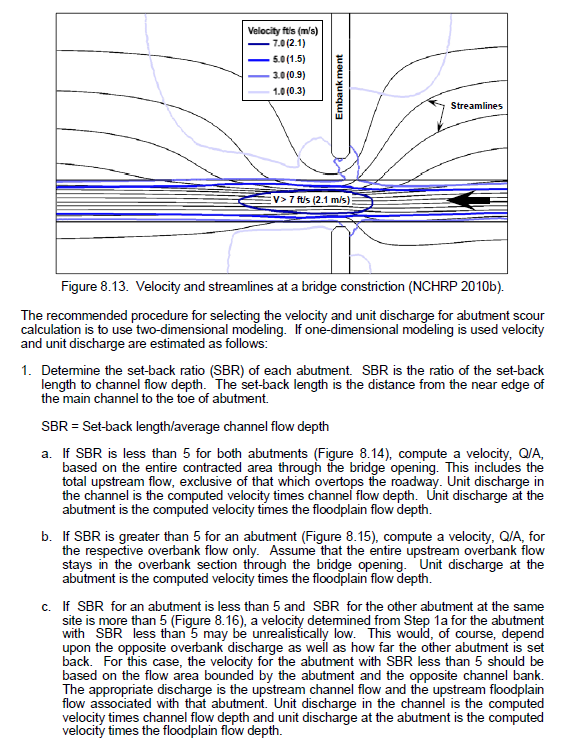 Velocity ft/s (m/s)
7.0 (2.1)
5.0 (1.5)
3.0 (0.9)
1.0 (0.3)
Embankment
Streamlines
V > 7 ft/s (2.1 m/s)
Figure 8.13.  Velocity and streamlines at a bridge constriction (NCHRP 2010b).
The recommended procedure for selecting the velocity and unit discharge for abutment scour
calculation is to use two-dimensional modeling.  If one-dimensional modeling is used velocity
and unit discharge are estimated as follows:
1.  Determine the set-back ratio (SBR) of each abutment.  SBR is the ratio of the set-back
length to channel flow depth.  The set-back length is the distance from the near edge of
the main channel to the toe of abutment.
SBR = Set-back length/average channel flow depth
a.  If SBR is less than 5 for both abutments (Figure 8.14), compute a velocity, Q/A,
based on the entire contracted area through the bridge opening. This includes the
total upstream flow, exclusive of that which overtops the roadway. Unit discharge in
the channel is the computed velocity times channel flow depth.  Unit discharge at the
abutment is the computed velocity times the floodplain flow depth.
b.  If SBR is greater than 5 for an abutment (Figure 8.15), compute a velocity, Q/A, for
the respective overbank flow only.  Assume that the entire upstream overbank flow
stays in the overbank section through the bridge opening.  Unit discharge at the
abutment is the computed velocity times the floodplain flow depth.
c.  If SBR for an abutment is less than 5 and SBR for the other abutment at the same
site is more than 5 (Figure 8.16), a velocity determined from Step 1a for the abutment
with SBR less than 5 may be unrealistically low.  This would, of course, depend
upon the opposite overbank discharge as well as how far the other abutment is set
back.  For this case, the velocity for the abutment with SBR less than 5 should be
based on the flow area bounded by the abutment and the opposite channel bank.
The appropriate discharge is the upstream channel flow and the upstream floodplain
flow associated with that abutment. Unit discharge in the channel is the computed
velocity times channel flow depth and unit discharge at the abutment is the computed
velocity times the floodplain flow depth.